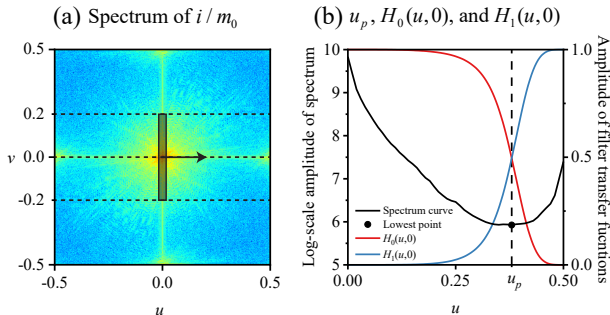 (a) Spectrum of i / m₀
0.5
0.2
0.0
-0.2
-0.5
v
-0.5
0.0
0.5
u
(b) uₚ, H₀(u,0), and H₁(u,0)
Log-scale amplitude of spectrum
10
9
8
7
6
5
Spectrum curve
Lowest point
H₀(u,0)
H₁(u,0)
1.0
0.5
0.0
Amplitude of filter transfer fucntions
0.00
0.25
uₚ
0.50
u